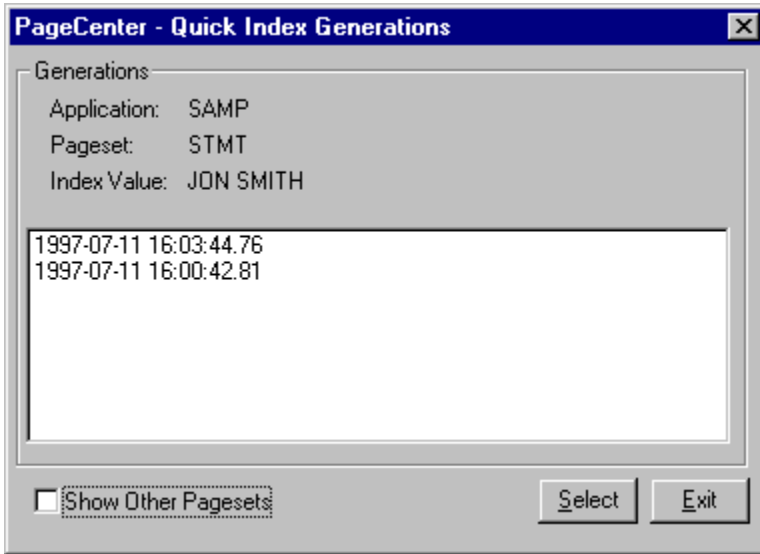 PageCenter - Quick Index Generations
Generations
Application: SAMP
Pageset: STMT
Index Value: JON SMITH
1997-07-11 16:03:44.76
1997-07-11 16:00:42.81
Show Other Pagesets Select Exit